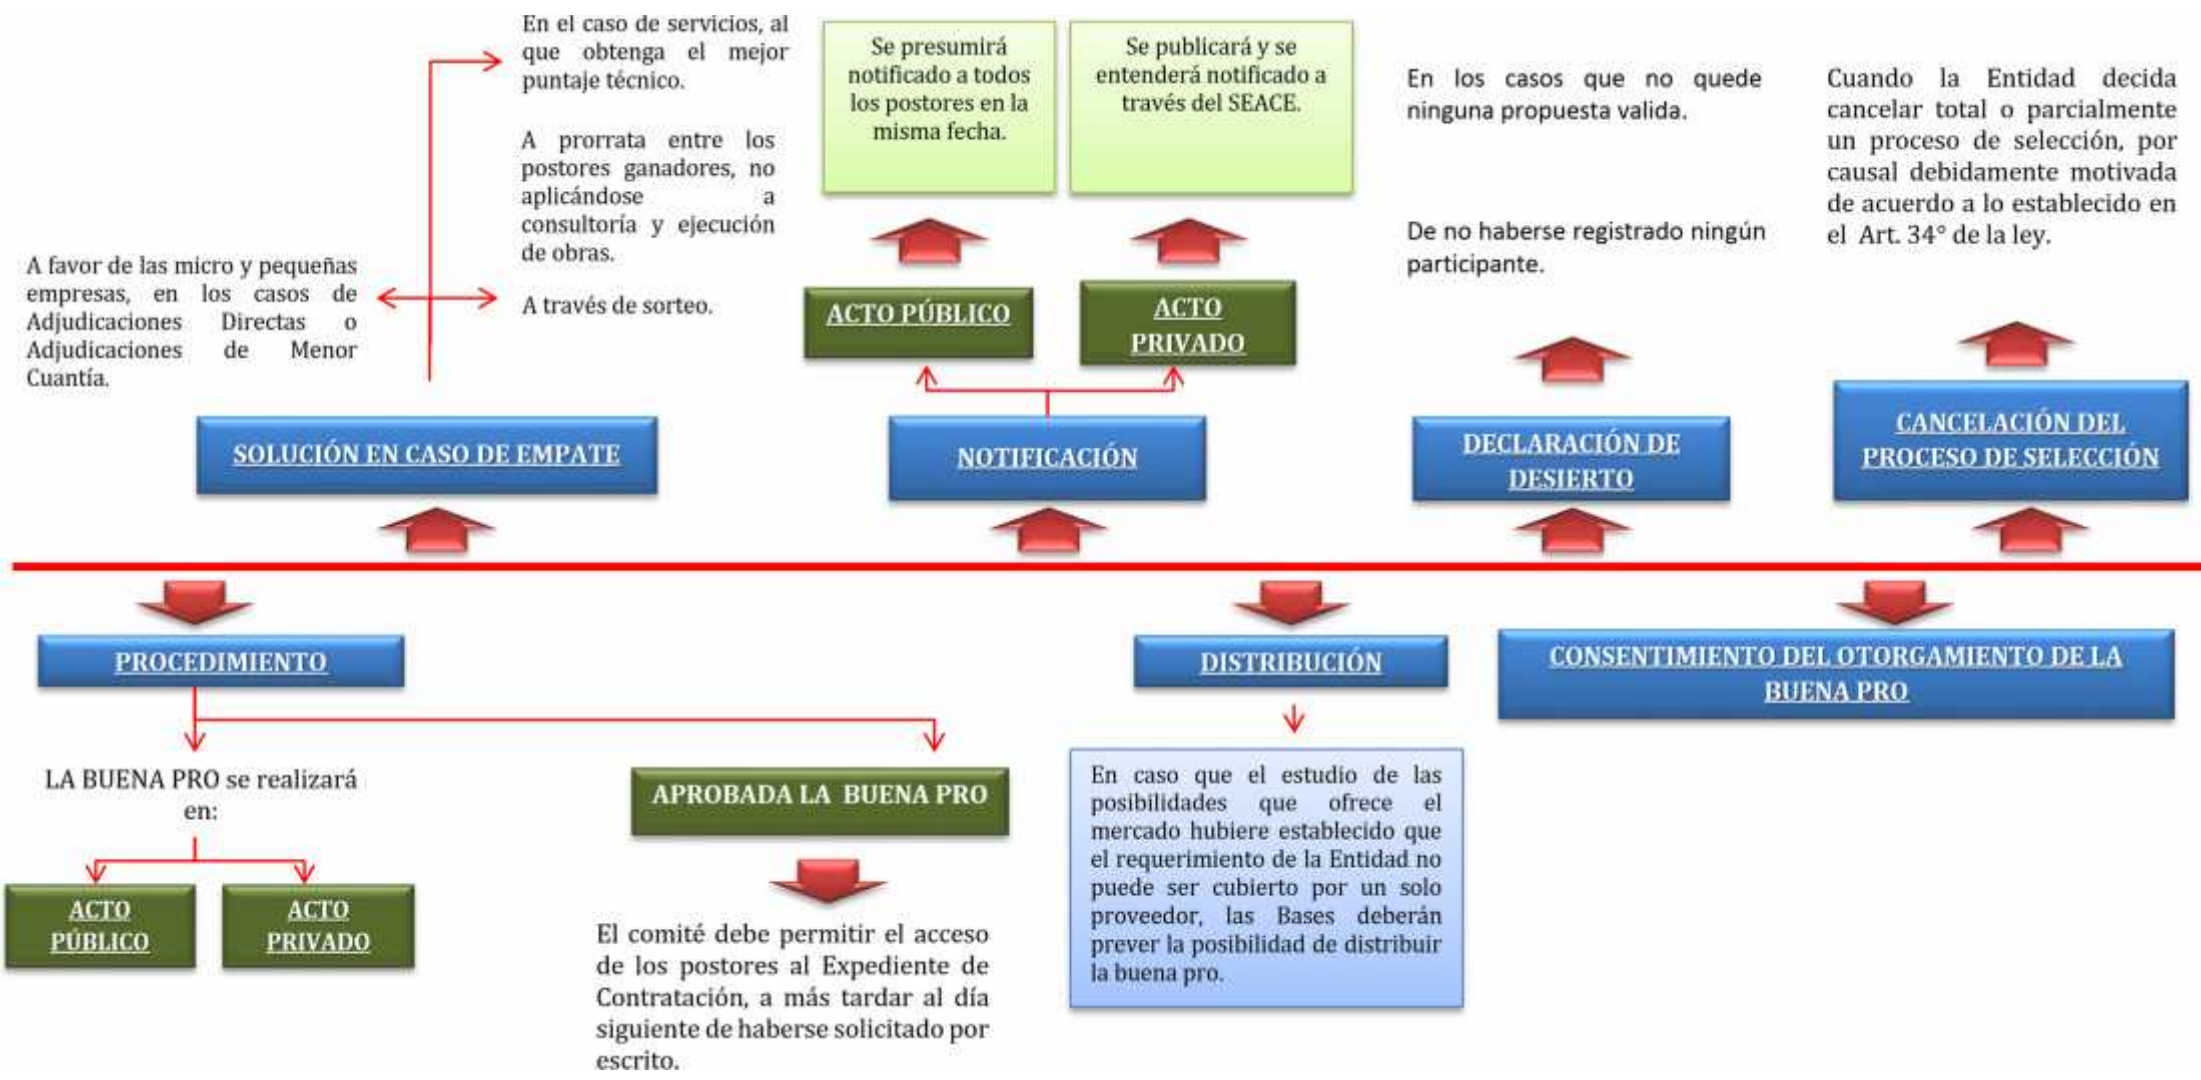 En el caso de servicios, al
que obtenga el mejor
puntaje técnico.
A prorrata entre los
postores ganadores, no
aplicándose a
consultoría y ejecución
de obras.
A través de sorteo.
A favor de las micro y pequeñas
empresas, en los casos de
Adjudicaciones Directas o
Adjudicaciones de Menor
Cuantía.
SOLUCIÓN EN CASO DE EMPATE
Se presumirá
notificado a todos
los postores en la
misma fecha.
Se publicará y se
entenderá notificado a
través del SEACE.
ACTO PÚBLICO
ACTO
PRIVADO
NOTIFICACIÓN
En los casos que no quede
ninguna propuesta valida.
De no haberse registrado ningún
participante.
DECLARACIÓN DE
DESIERTO
Cuando la Entidad decida
cancelar total o parcialmente
un proceso de selección, por
causal debidamente motivada
de acuerdo a lo establecido en
el Art. 34° de la ley.
CANCELACIÓN DEL
PROCESO DE SELECCIÓN
PROCEDIMIENTO
LA BUENA PRO se realizará
en:
ACTO
PÚBLICO
ACTO
PRIVADO
APROBADA LA BUENA PRO
El comité debe permitir el acceso
de los postores al Expediente de
Contratación, a más tardar al día
siguiente de haberse solicitado por
escrito.
DISTRIBUCIÓN
En caso que el estudio de las
posibilidades que ofrece el
mercado hubiere establecido que
el requerimiento de la Entidad no
puede ser cubierto por un solo
proveedor, las Bases deberán
prever la posibilidad de distribuir
la buena pro.
CONSENTIMIENTO DEL OTORGAMIENTO DE LA
BUENA PRO